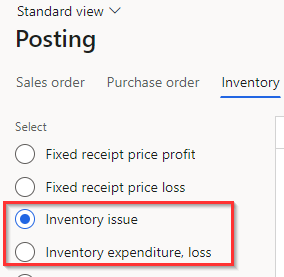 Standard view
Posting
Sales order Purchase order Inventory
Select
Fixed receipt price profit
Fixed receipt price loss
Inventory issue
Inventory expenditure, loss